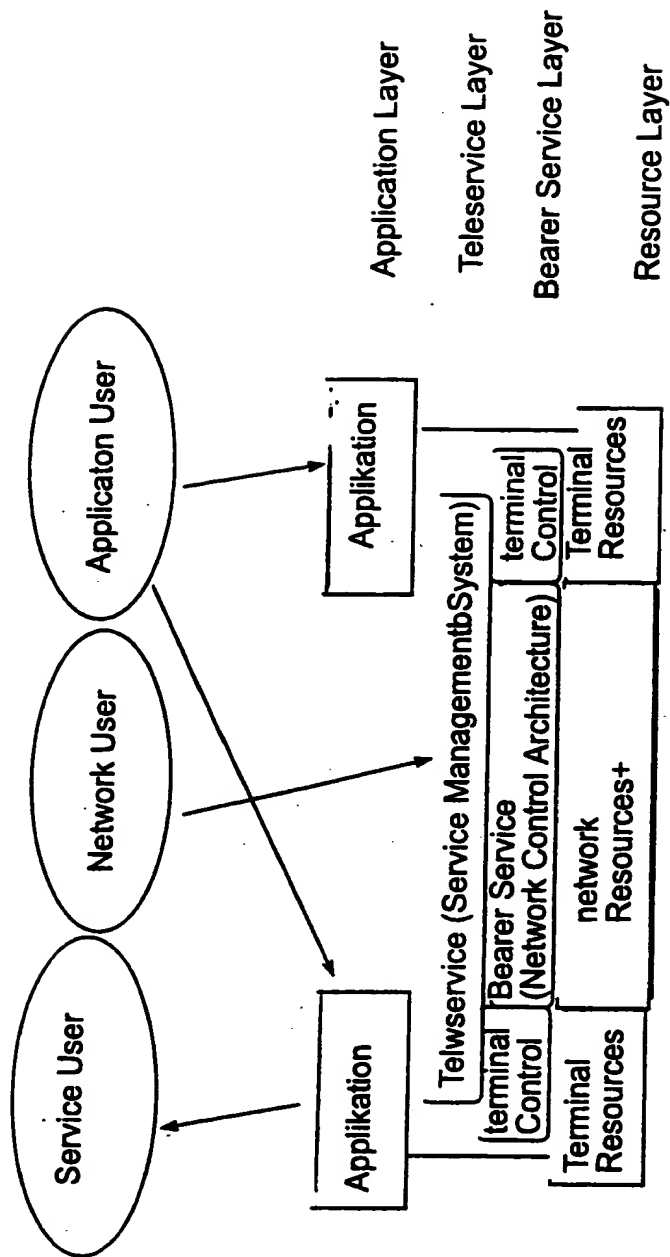 Service User
Network User
Applicaton User
Applikation
Applikation
Application Layer
Telwservice (Service ManagementbSystem)
Teleservice Layer
terminal
Control
Bearer Service
(Network Control Architecture)
terminal
Control
Bearer Service Layer
Terminal
Resources
network
Resources+
Terminal
Resources
Resource Layer